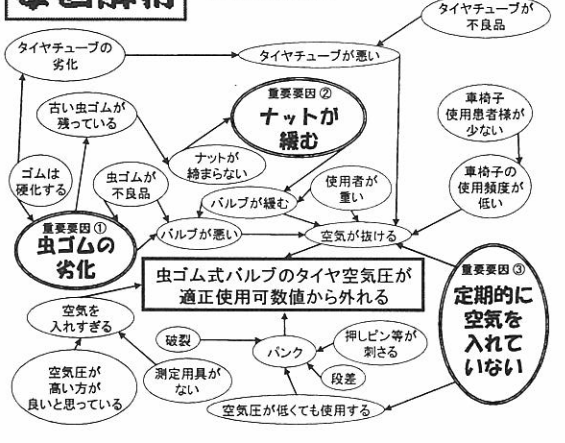 タイヤチューブが
不良品
タイヤチューブの
劣化
タイヤチューブが悪い
古い虫ゴムが
残っている
重要要因②
ナットが
緩む
車椅子
使用患者様が
少ない
ナットが
締まらない
ゴムは
硬化する
虫ゴムが
不良品
使用者が
重い
車椅子の
使用頻度が
低い
バルブが緩む
重要要因①
虫ゴムの
劣化
バルブが悪い
空気が抜ける
虫ゴム式バルブのタイヤ空気圧が
適正使用可数値から外れる
重要要因③
定期的に
空気を
入れて
いない
空気を
入れすぎる
破裂
パンク
押しピン等が
刺さる
段差
空気圧が
高い方が
良いと思っている
測定用具が
ない
空気圧が低くても使用する